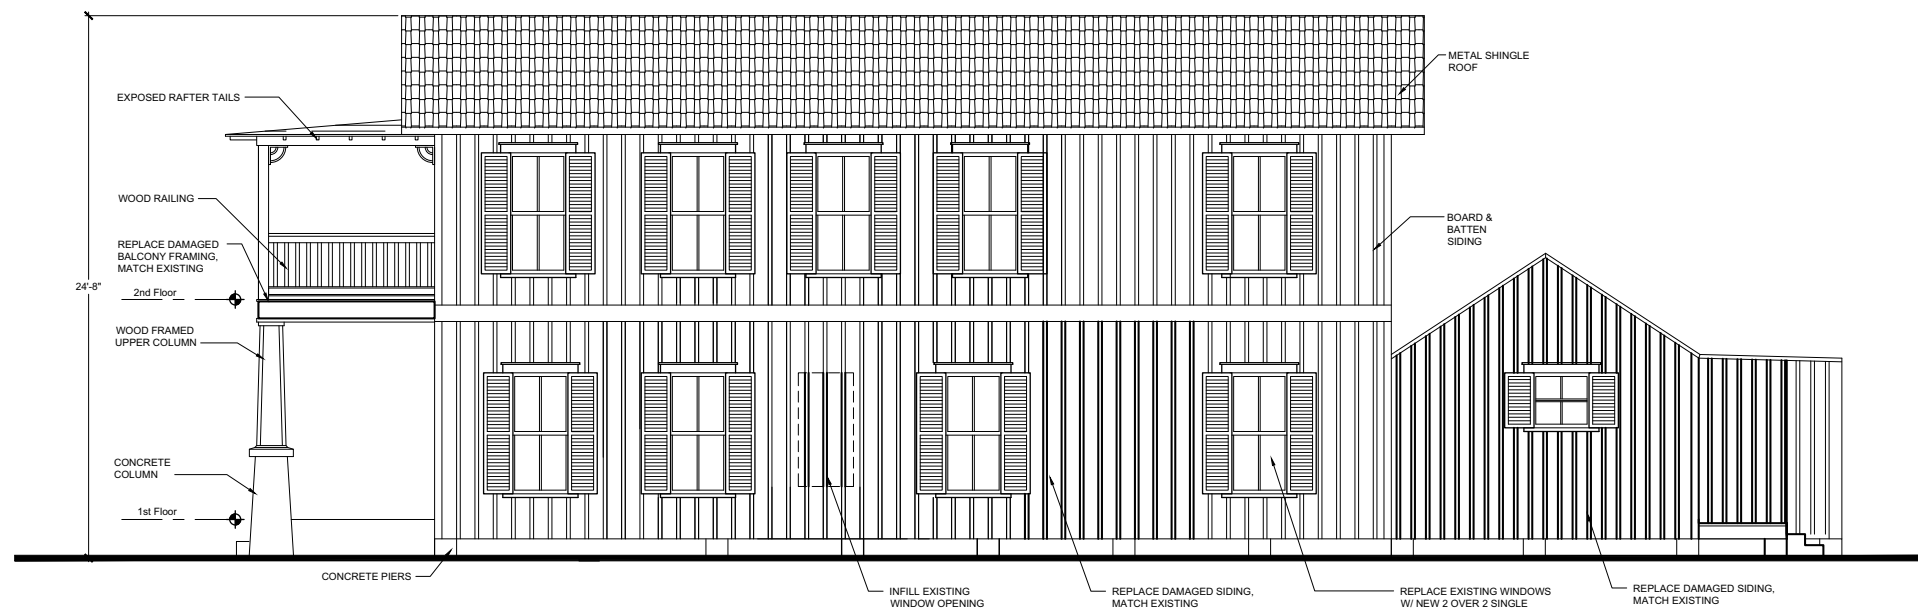 METAL SHINGLE
ROOF
EXPOSED RAFTER TAILS
WOOD RAILING
BOARD &
BATTEN
SIDING
REPLACE DAMAGED
BALCONY FRAMING,
MATCH EXISTING
24'-8"
2nd Floor
WOOD FRAMED
UPPER COLUMN
CONCRETE
COLUMN
1st Floor
CONCRETE PIERS
INFILL EXISTING
WINDOW OPENING
REPLACE DAMAGED SIDING,
MATCH EXISTING
REPLACE EXISTING WINDOWS
W/ NEW 2 OVER 2 SINGLE
REPLACE DAMAGED SIDING,
MATCH EXISTING